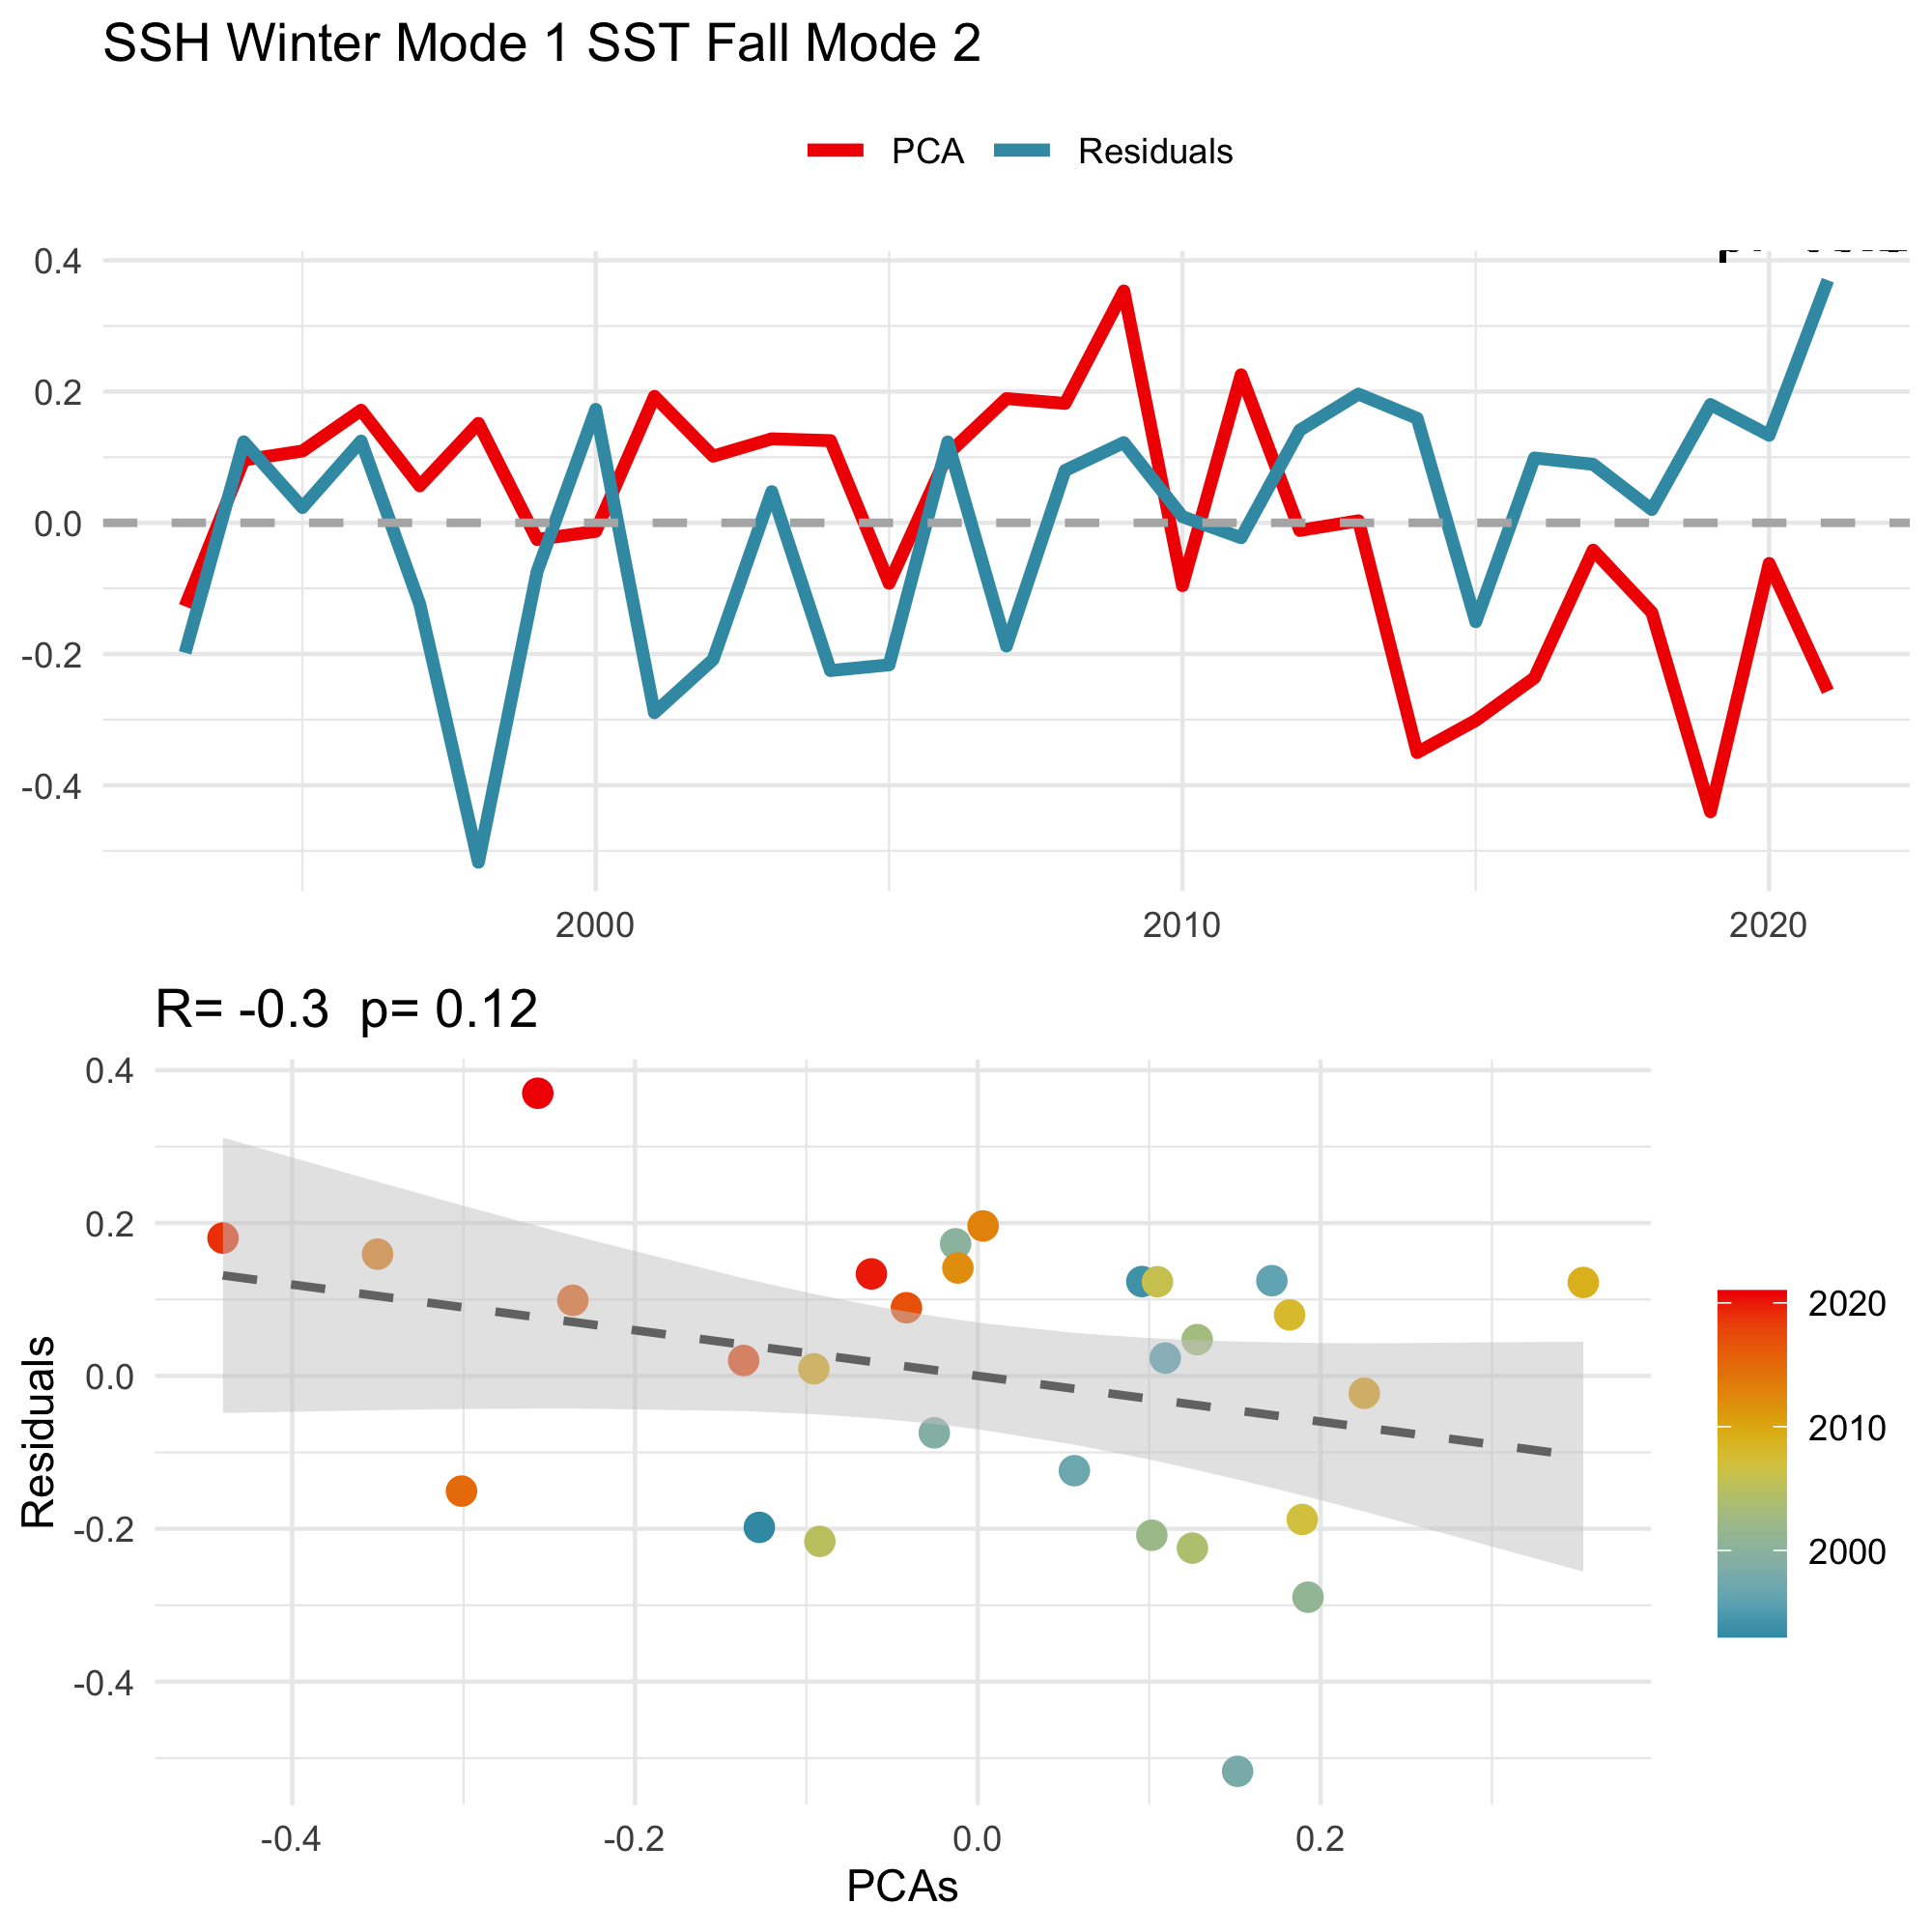 SSH Winter Mode 1 SST Fall Mode 2
PCA Residuals
0.4
0.2
0.0
-0.2
-0.4
2000 2010 2020
R= -0.3 p= 0.12
0.4
0.2
0.0
-0.2
-0.4
Residuals
-0.4 -0.2 0.0 0.2
PCAs
2020
2010
2000